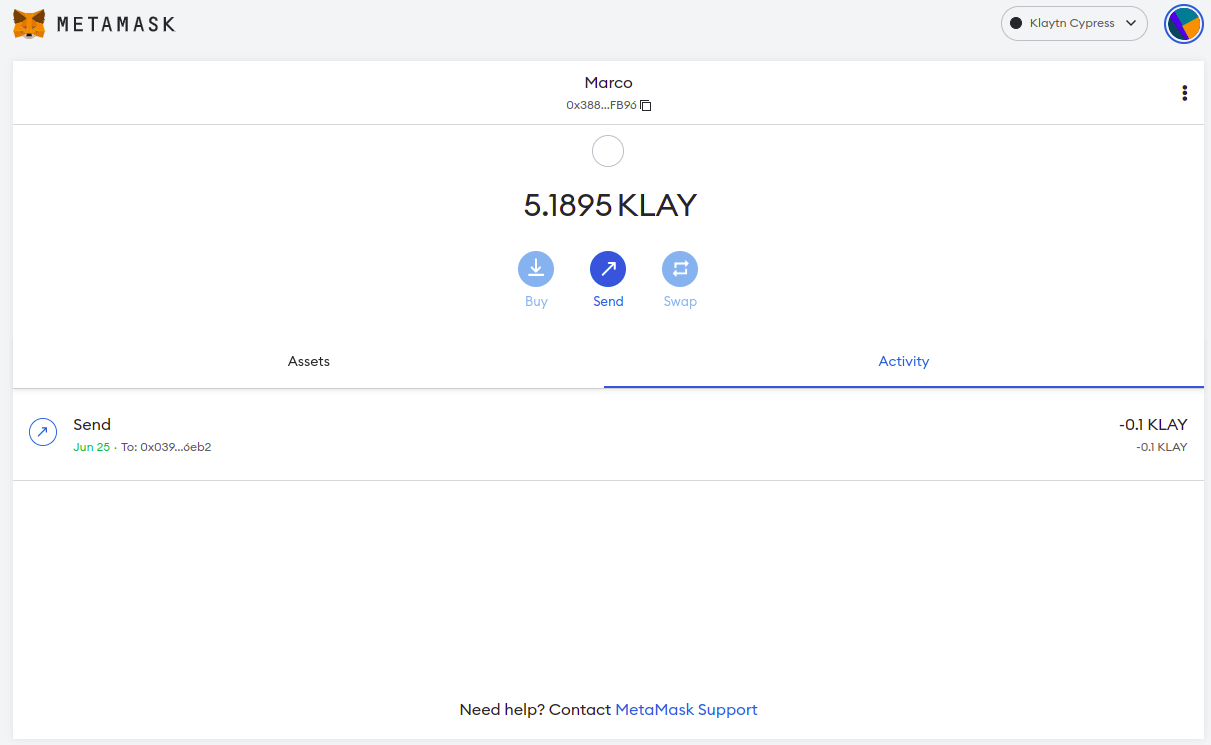 METAMASK
Klaytn Cypress
Marco
0x388...FB96
5.1895 KLAY
Buy
Send
Swap
Assets
Activity
Send
-0.1 KLAY
Jun 25 · To: 0x039...6eb2
-0.1 KLAY
Need help? Contact MetaMask Support